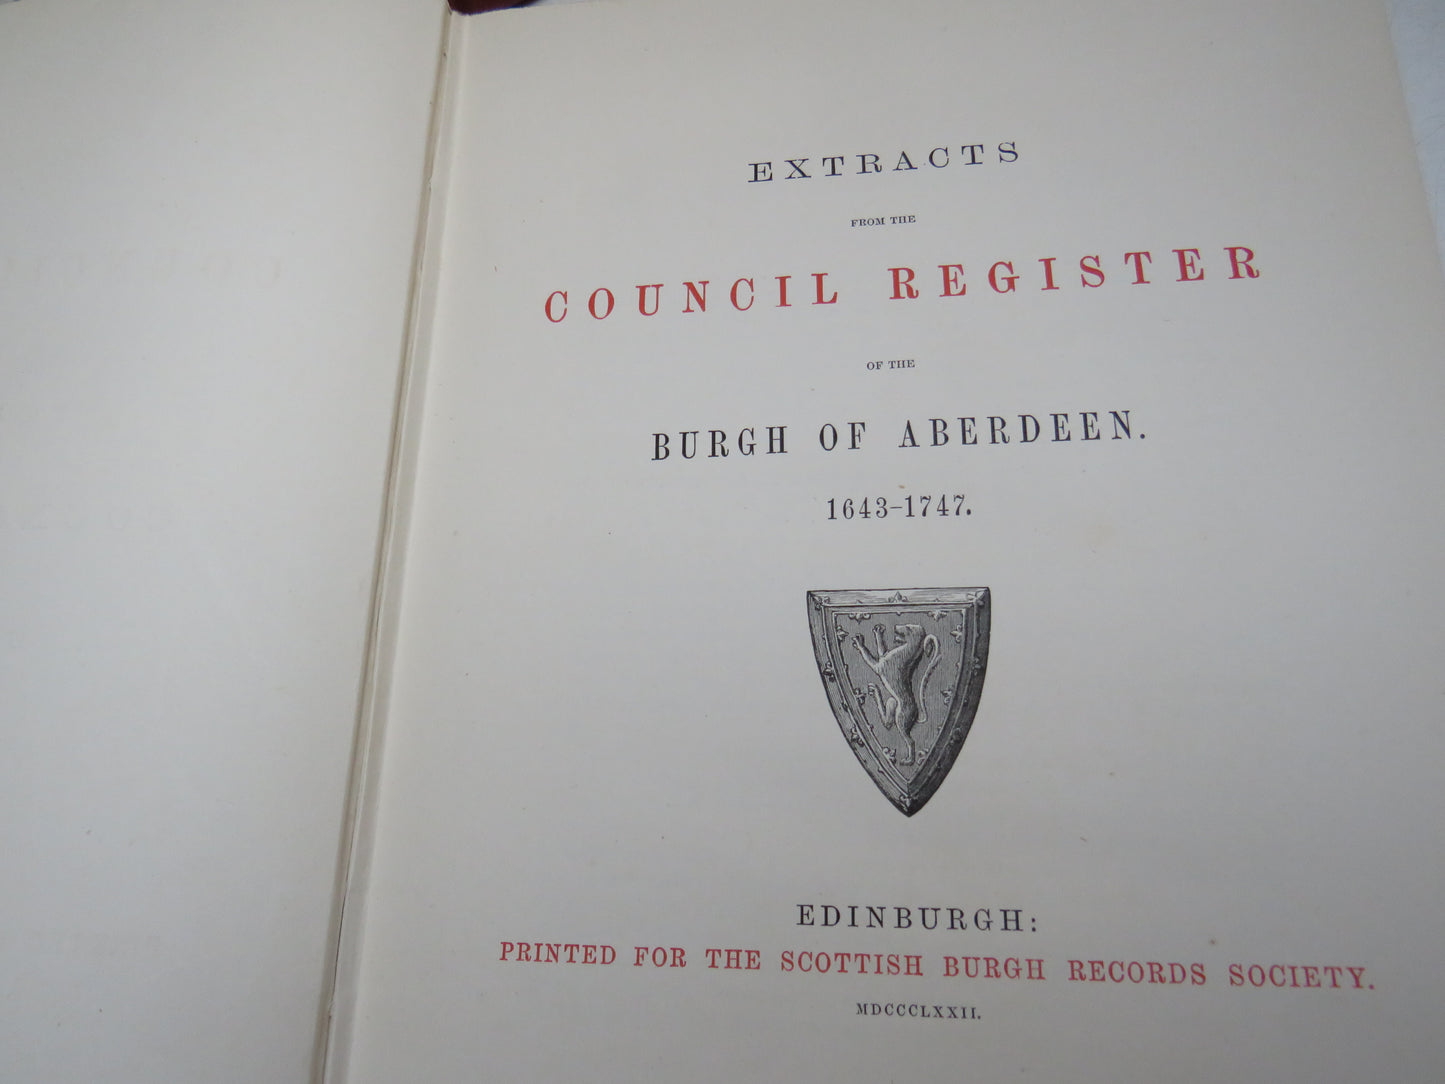 EXTRACTS
FROM THE
COUNCIL REGISTER
OF THE
BURGH OF ABERDEEN.
1643-1747.
EDINBURGH:
PRINTED FOR THE SCOTTISH BURGH RECORDS SOCIETY.
MDCCCLXXII.